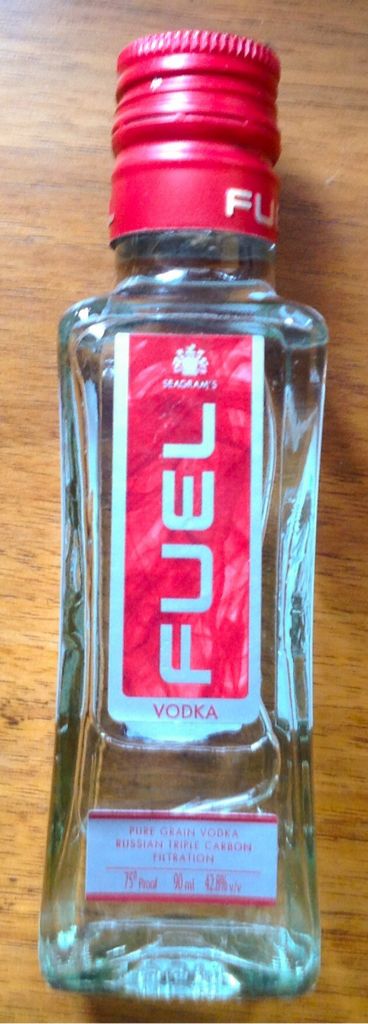 FU
SEAGRAM'S
FUEL
VODKA
PURE GRAIN VODKA
RUSSIAN TRIPLE CARBON
FILTRATION
75° Proof 90 ml 42.8% v/v